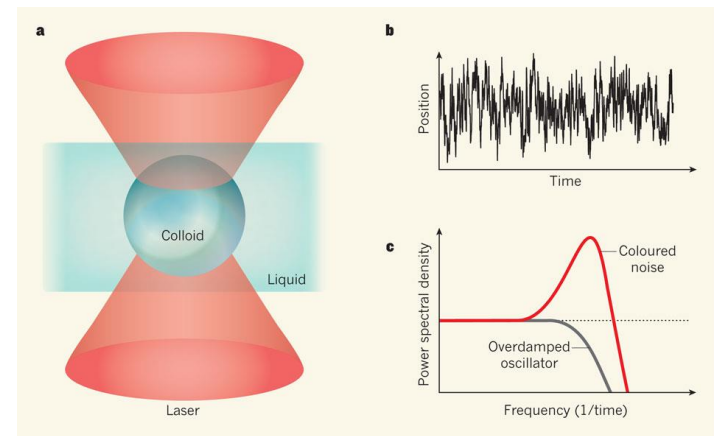 a
Colloid
Liquid
Laser
b
Position
Time
c
Power spectral density
Coloured
noise
Overdamped
oscillator
Frequency (1/time)